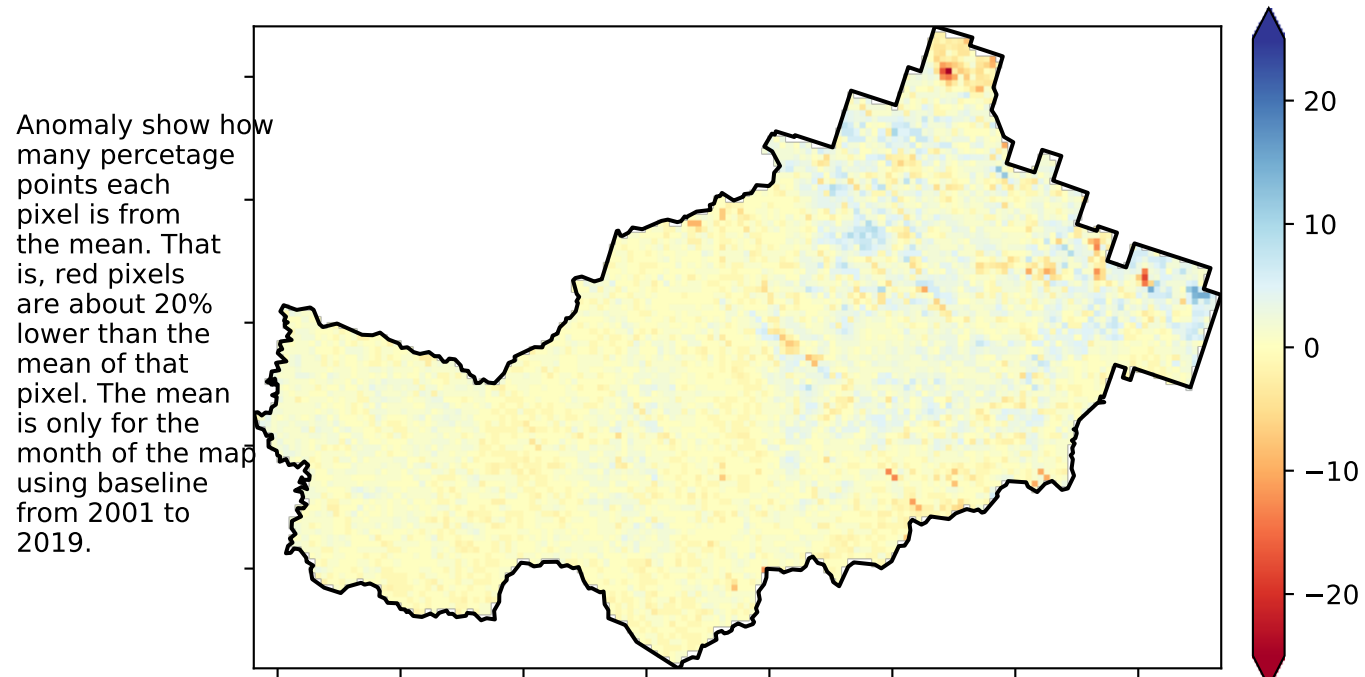 Anomaly show how
many percetage
points each
pixel is from
the mean. That
is, red pixels
are about 20%
lower than the
mean of that
pixel. The mean
is only for the
month of the map
using baseline
from 2001 to
2019.
20
10
0
−10
−20